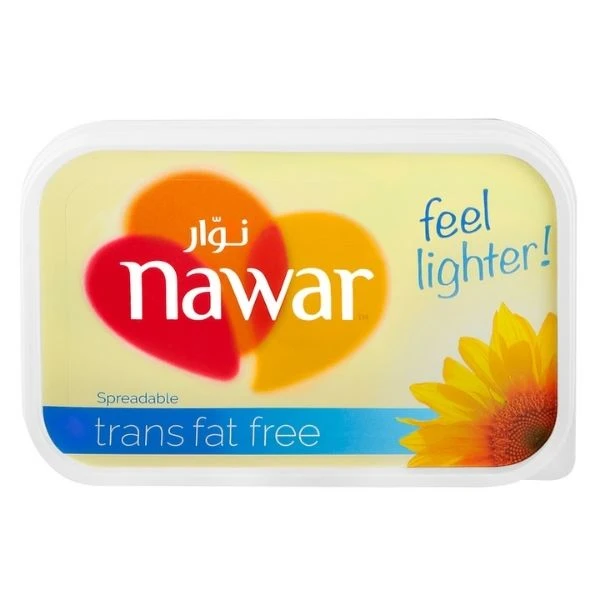 نوّار
nawar
feel
lighter!
Spreadable
trans fat free